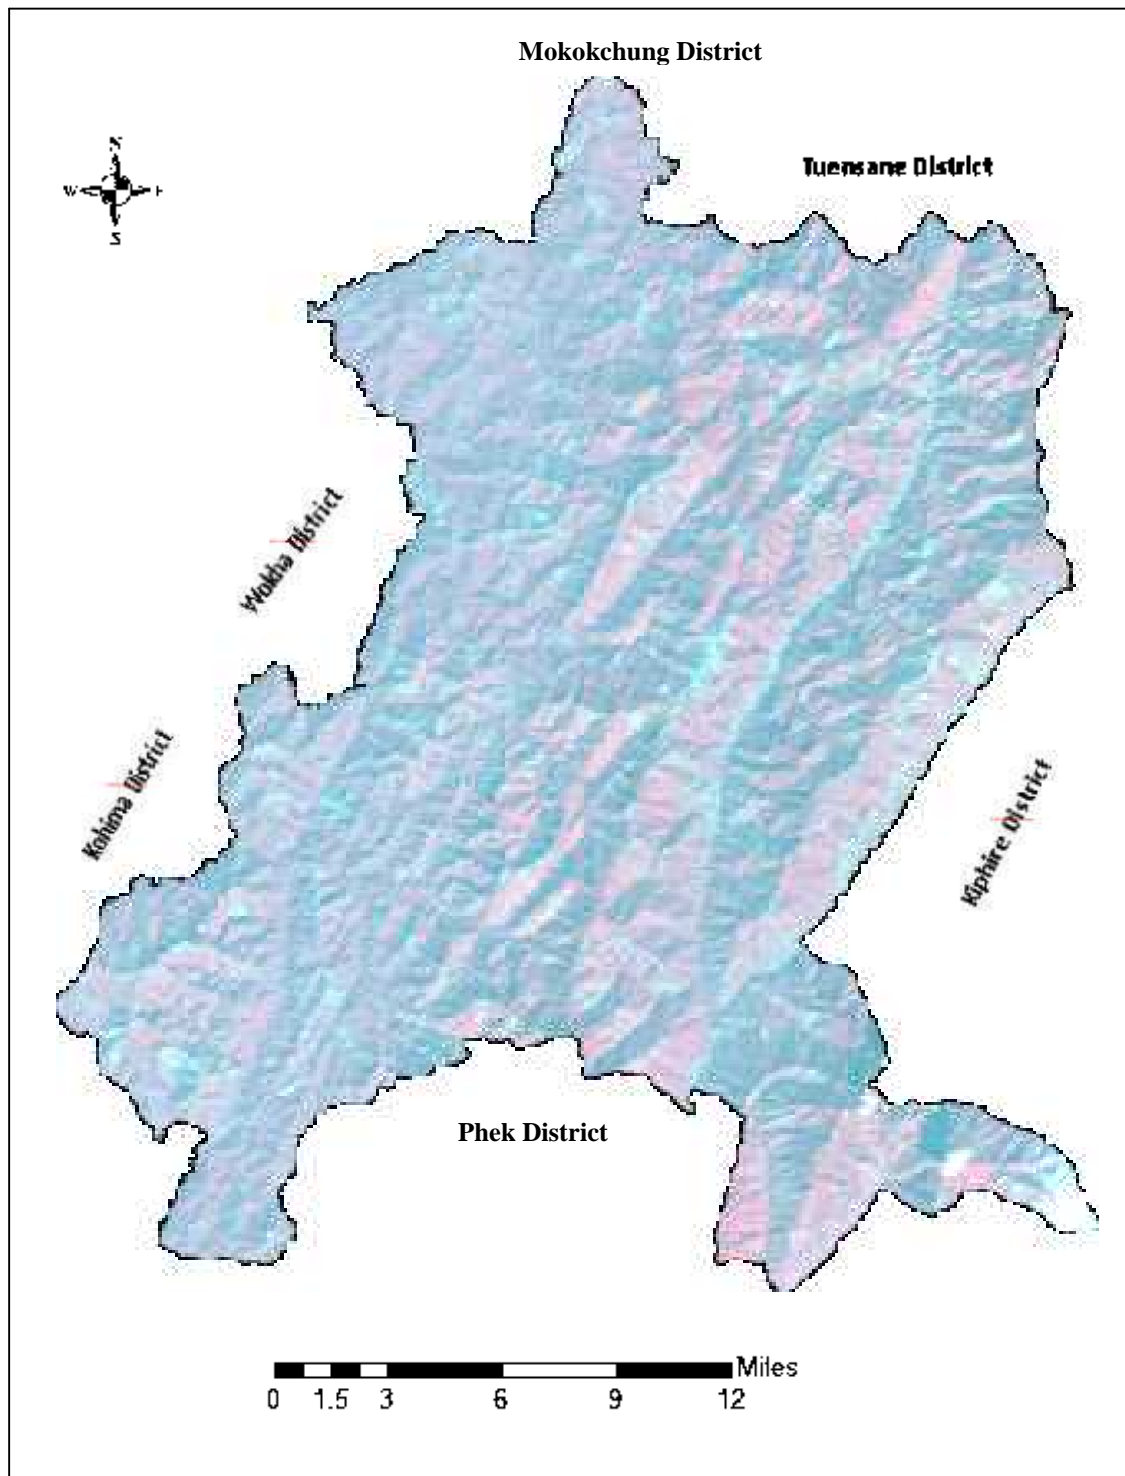 Mokokchung District
Tuensane District
N
W E
S
Wokha District
Kohima District
Kiphire District
Phek District
Miles
0 1.5 3 6 9 12